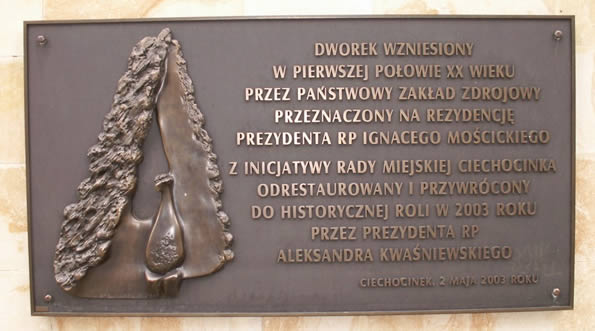 DWOREK WZNIESIONY
W PIERWSZEJ POŁOWIE XX WIEKU
PRZEZ PAŃSTWOWY ZAKŁAD ZDROJOWY
PRZEZNACZONY NA REZYDENCJĘ
PREZYDENTA RP IGNACEGO MOŚCICKIEGO
Z INICJATYWY RADY MIEJSKIEJ CIECHOCINKA
ODRESTAUROWANY I PRZYWRÓCONY
DO HISTORYCZNEJ ROLI W 2003 ROKU
PRZEZ PREZYDENTA RP
ALEKSANDRA KWAŚNIEWSKIEGO
CIECHOCINEK, 2 MAJA 2003 ROKU